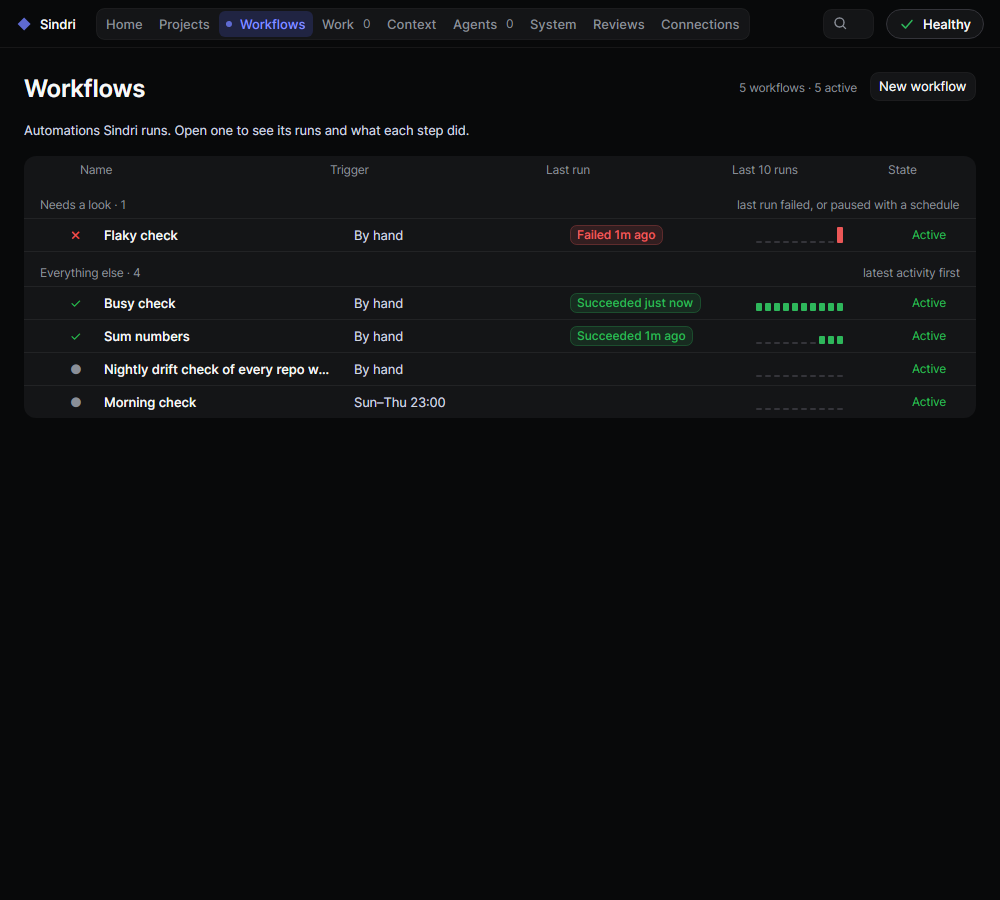 Sindri Home Projects Workflows Work 0 Context Agents 0 System Reviews Connections Healthy
Workflows 5 workflows · 5 active New workflow
Automations Sindri runs. Open one to see its runs and what each step did.
Name Trigger Last run Last 10 runs State
Needs a look · 1 last run failed, or paused with a schedule
Flaky check By hand Failed 1m ago Active
Everything else · 4 latest activity first
Busy check By hand Succeeded just now Active
Sum numbers By hand Succeeded 1m ago Active
Nightly drift check of every repo w... By hand Active
Morning check Sun–Thu 23:00 Active